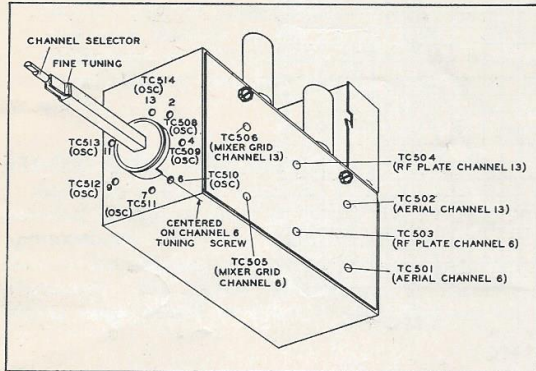 CHANNEL SELECTOR
FINE TUNING
TC514
(OSC)
13
2
TC508
(OSC)
TC513
(OSC)
11
4
TC509
(OSC)
TC512
(OSC)
9
TC510
(OSC)
6
7
TC511
(OSC)
CENTERED
ON CHANNEL 6
TUNING SCREW
TC506
(MIXER GRID
CHANNEL 13)
TC505
(MIXER GRID
CHANNEL 6)
TC504
(RF PLATE CHANNEL 13)
TC502
(AERIAL CHANNEL 13)
TC503
(RF PLATE CHANNEL 6)
TC501
(AERIAL CHANNEL 6)